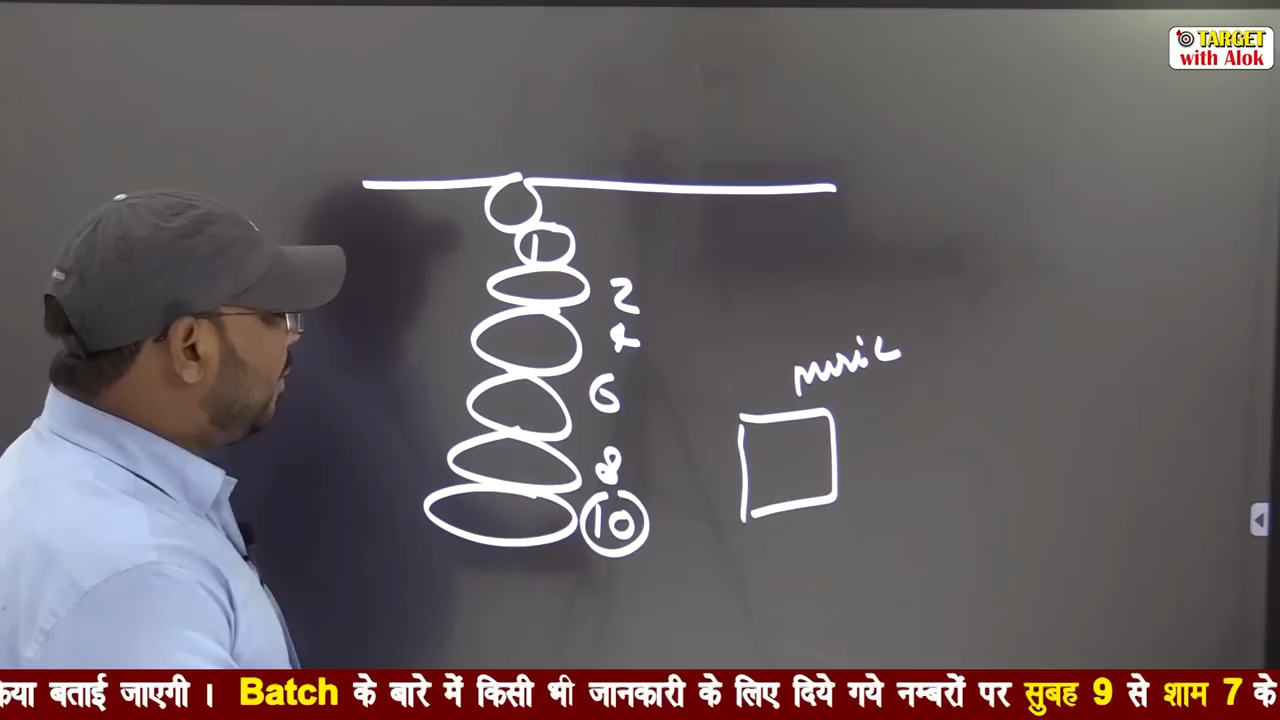 TARGET
with Alok
1
2
4
6
8
10
music
किया बताई जाएगी। Batch के बारे में किसी भी जानकारी के लिए दिये गये नम्बरों पर सुबह 9 से शाम 7 के